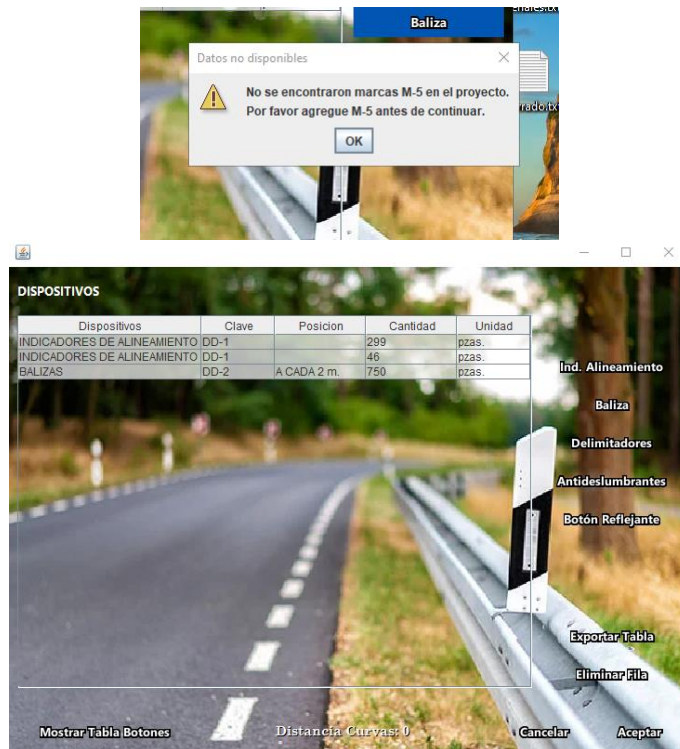 Baliza
Datos no disponibles
No se encontraron marcas M-5 en el proyecto.
Por favor agregue M-5 antes de continuar.
OK
rado.txt
DISPOSITIVOS
Dispositivos Clave Posicion Cantidad Unidad
INDICADORES DE ALINEAMIENTO DD-1 299 pzas.
INDICADORES DE ALINEAMIENTO DD-1 46 pzas.
BALIZAS DD-2 A CADA 2 m. 750 pzas.
Ind. Alineamiento
Baliza
Delimitadores
Antideslumbrantes
Botón Reflejante
Exportar Tabla
Eliminar Fila
Mostrar Tabla Botones Distancia Curvas: 0 Cancelar Aceptar